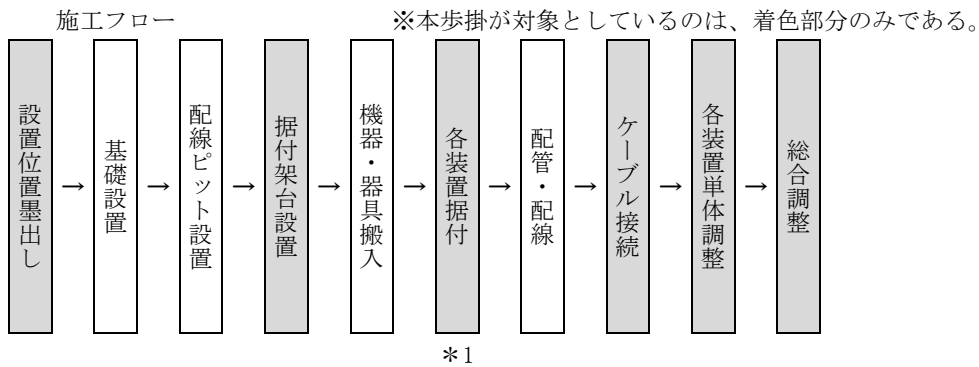 施工フロー
※本歩掛が対象としているのは、着色部分のみである。
設置位置墨出し
→
基礎設置
→
配線ピット設置
→
据付架台設置
→
機器・器具搬入
→
各装置据付
→
配管・配線
→
ケーブル接続
→
各装置単体調整
→
総合調整
＊1